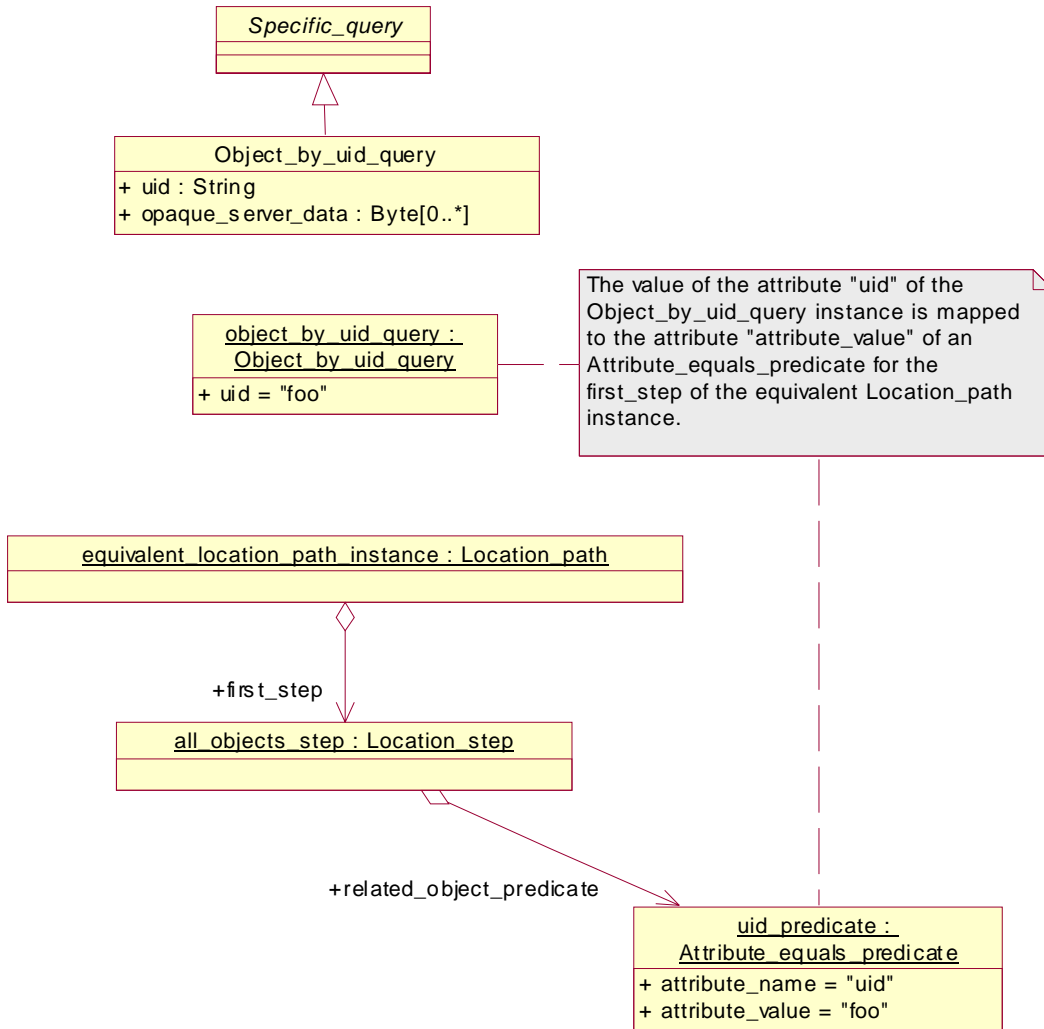 Specific_query
Object_by_uid_query
+ uid : String
+ opaque_server_data : Byte[0..*]
The value of the attribute "uid" of the
Object_by_uid_query instance is mapped
to the attribute "attribute_value" of an
Attribute_equals_predicate for the
first_step of the equivalent Location_path
instance.
object_by_uid_query :
Object_by_uid_query
+ uid = "foo"
equivalent_location_path_instance : Location_path
+first_step
all_objects_step : Location_step
+related_object_predicate
uid_predicate :
Attribute_equals_predicate
+ attribute_name = "uid"
+ attribute_value = "foo"